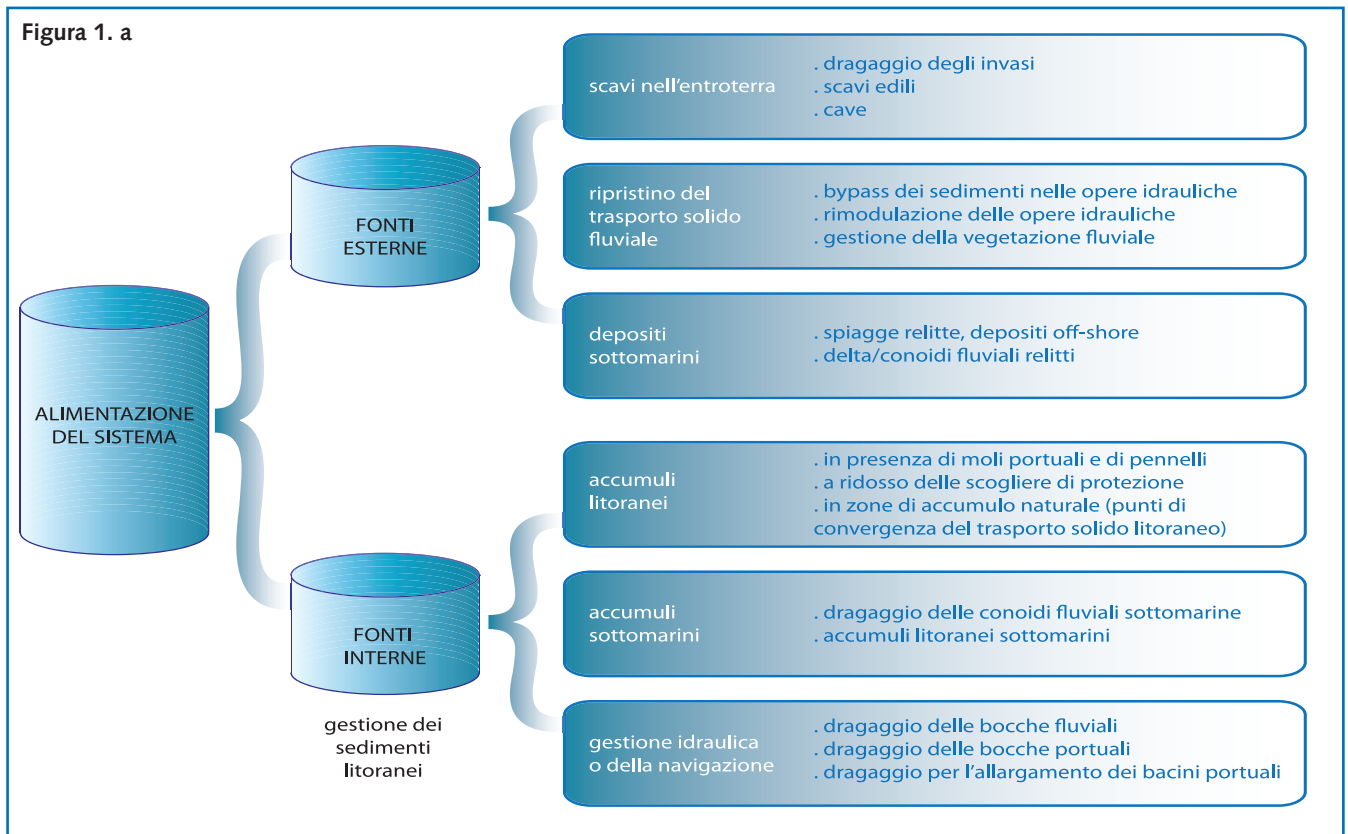 Figura 1. a
ALIMENTAZIONE
DEL SISTEMA
FONTI
ESTERNE
scavi nell'entroterra
. dragaggio degli invasi
. scavi edili
. cave
ripristino del
trasporto solido
fluviale
. bypass dei sedimenti nelle opere idrauliche
. rimodulazione delle opere idrauliche
. gestione della vegetazione fluviale
depositi
sottomarini
. spiagge relitte, depositi off-shore
. delta/conoidi fluviali relitti
FONTI
INTERNE
gestione dei
sedimenti
litoranei
accumuli
litoranei
. in presenza di moli portuali e di pennelli
. a ridosso delle scogliere di protezione
. in zone di accumulo naturale (punti di
convergenza del trasporto solido litoraneo)
accumuli
sottomarini
. dragaggio delle conoidi fluviali sottomarine
. accumuli litoranei sottomarini
gestione idraulica
o della navigazione
. dragaggio delle bocche fluviali
. dragaggio delle bocche portuali
. dragaggio per l'allargamento dei bacini portuali